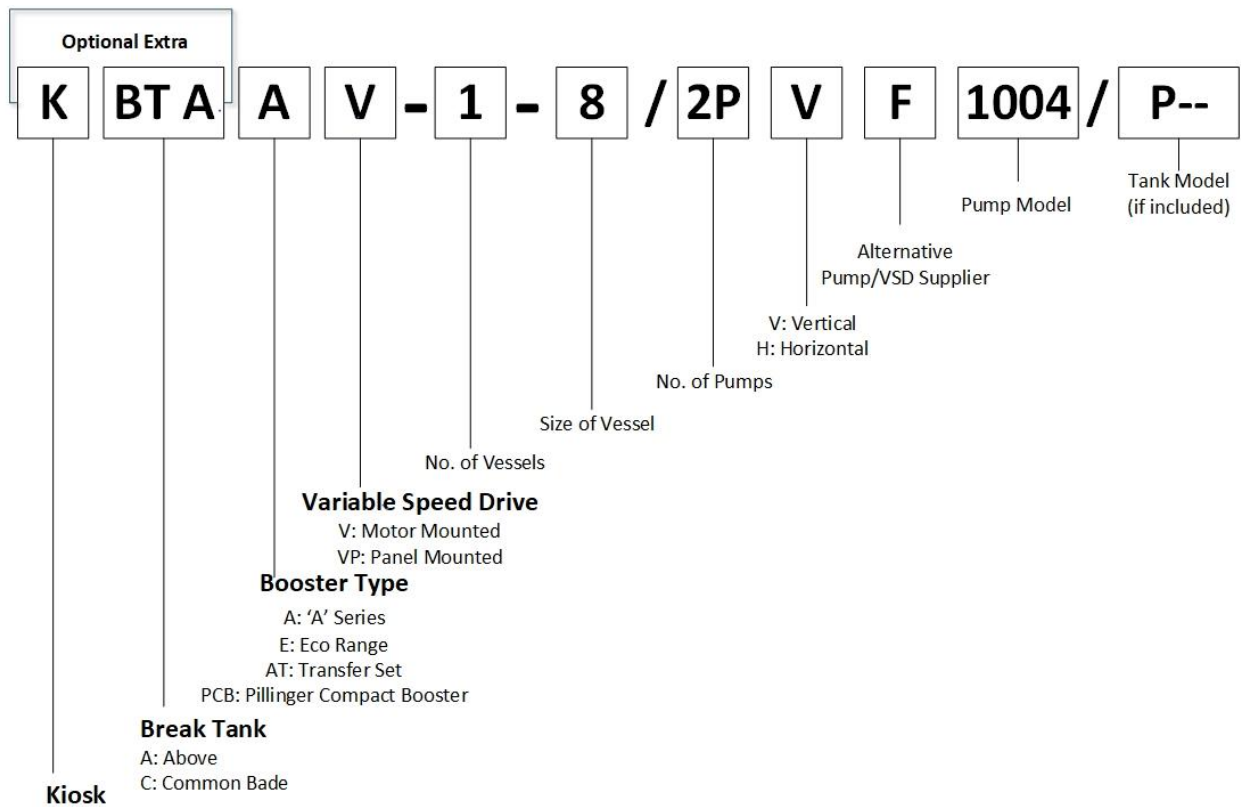 Optional Extra
K BT A A V - 1 - 8 / 2P V F 1004 / P--
Tank Model
(if included)
Pump Model
Alternative
Pump/VSD Supplier
V: Vertical
H: Horizontal
No. of Pumps
Size of Vessel
No. of Vessels
Variable Speed Drive
V: Motor Mounted
VP: Panel Mounted
Booster Type
A: ‘A’ Series
E: Eco Range
AT: Transfer Set
PCB: Pillinger Compact Booster
Break Tank
A: Above
C: Common Bade
Kiosk